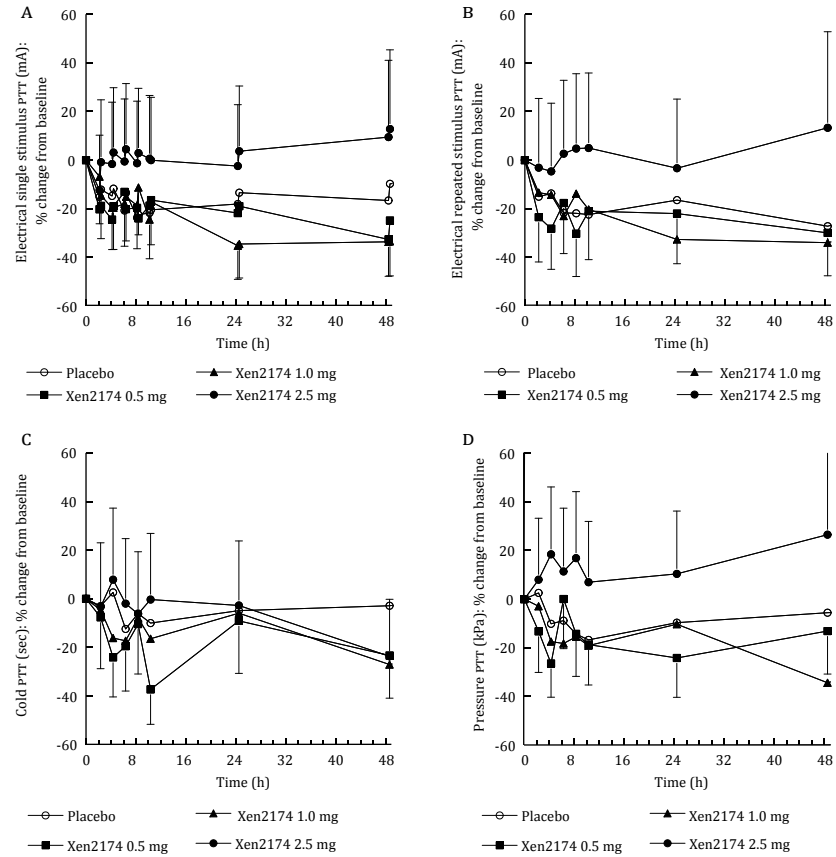 A
Electrical single stimulus PTT (mA):
% change from baseline
60
40
20
0
-20
-40
-60
0 8 16 24 32 40 48
Time (h)
Placebo
Xen2174 1.0 mg
Xen2174 0.5 mg
Xen2174 2.5 mg
B
Electrical repeated stimulus PTT (mA):
% change from baseline
60
40
20
0
-20
-40
-60
0 8 16 24 32 40 48
Time (h)
Placebo
Xen2174 1.0 mg
Xen2174 0.5 mg
Xen2174 2.5 mg
C
Cold PTT (sec): % change from baseline
60
40
20
0
-20
-40
-60
0 8 16 24 32 40 48
Time (h)
Placebo
Xen2174 1.0 mg
Xen2174 0.5 mg
Xen2174 2.5 mg
D
Pressure PTT (kPa): % change from baseline
60
40
20
0
-20
-40
-60
0 8 16 24 32 40 48
Time (h)
Placebo
Xen2174 1.0 mg
Xen2174 0.5 mg
Xen2174 2.5 mg